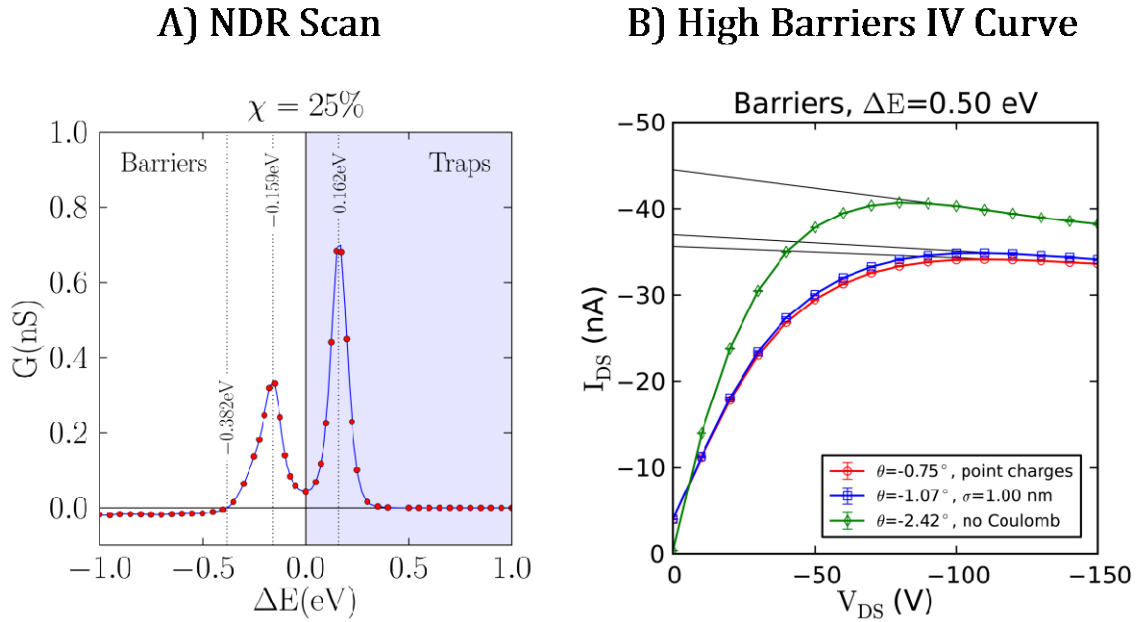 A) NDR Scan
χ = 25%
Barriers
Traps
−0.382eV
−0.159eV
0.162eV
G(nS)
1.0
0.8
0.6
0.4
0.2
0.0
−1.0 −0.5 0.0 0.5 1.0
ΔE(eV)
B) High Barriers IV Curve
Barriers, ΔE=0.50 eV
I_DS (nA)
−50
−40
−30
−20
−10
0
0 −50 −100 −150
V_DS (V)
θ=-0.75°, point charges
θ=-1.07°, σ=1.00 nm
θ=-2.42°, no Coulomb